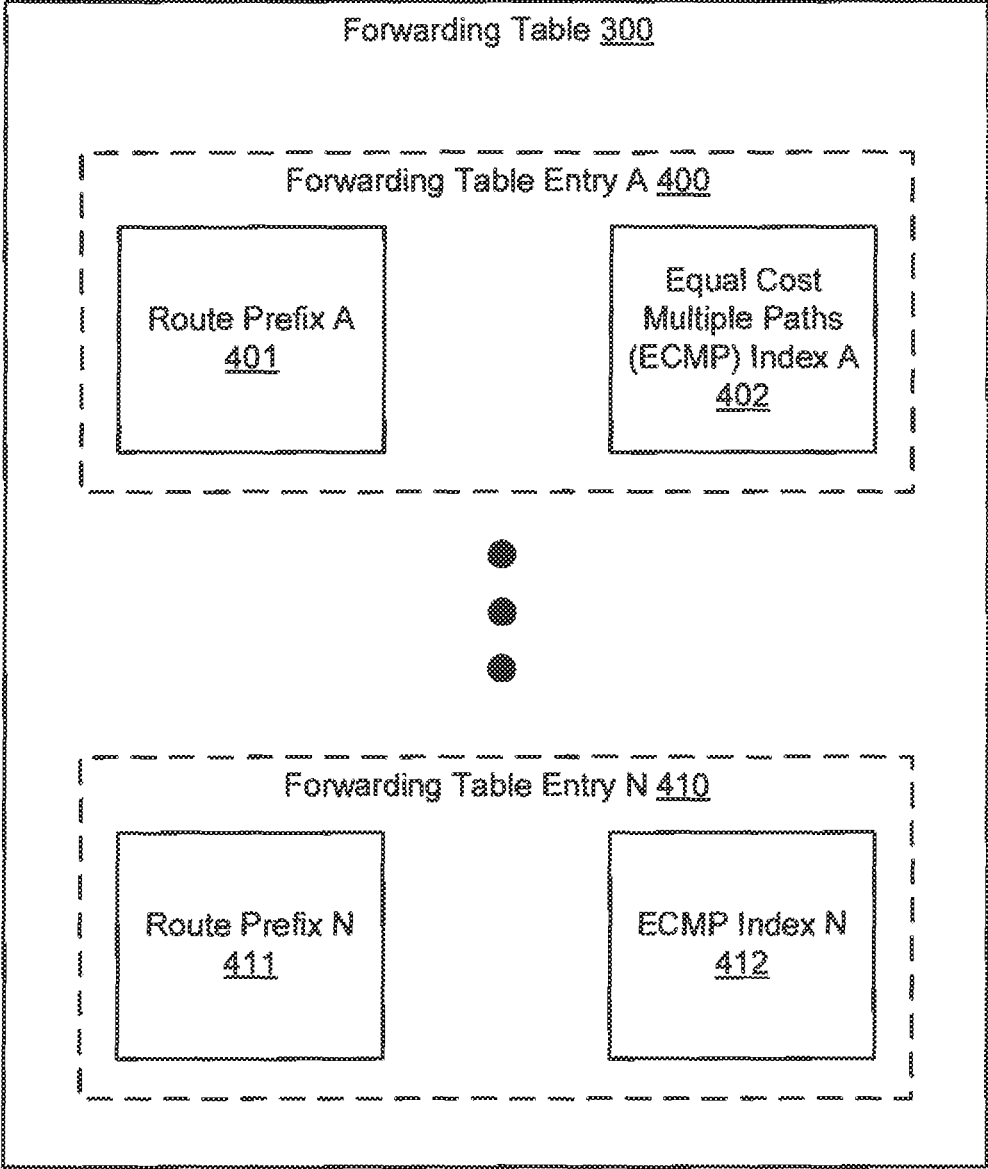 Forwarding Table 300
Forwarding Table Entry A 400
Route Prefix A
401
Equal Cost
Multiple Paths
(ECMP) Index A
402
Forwarding Table Entry N 410
Route Prefix N
411
ECMP Index N
412